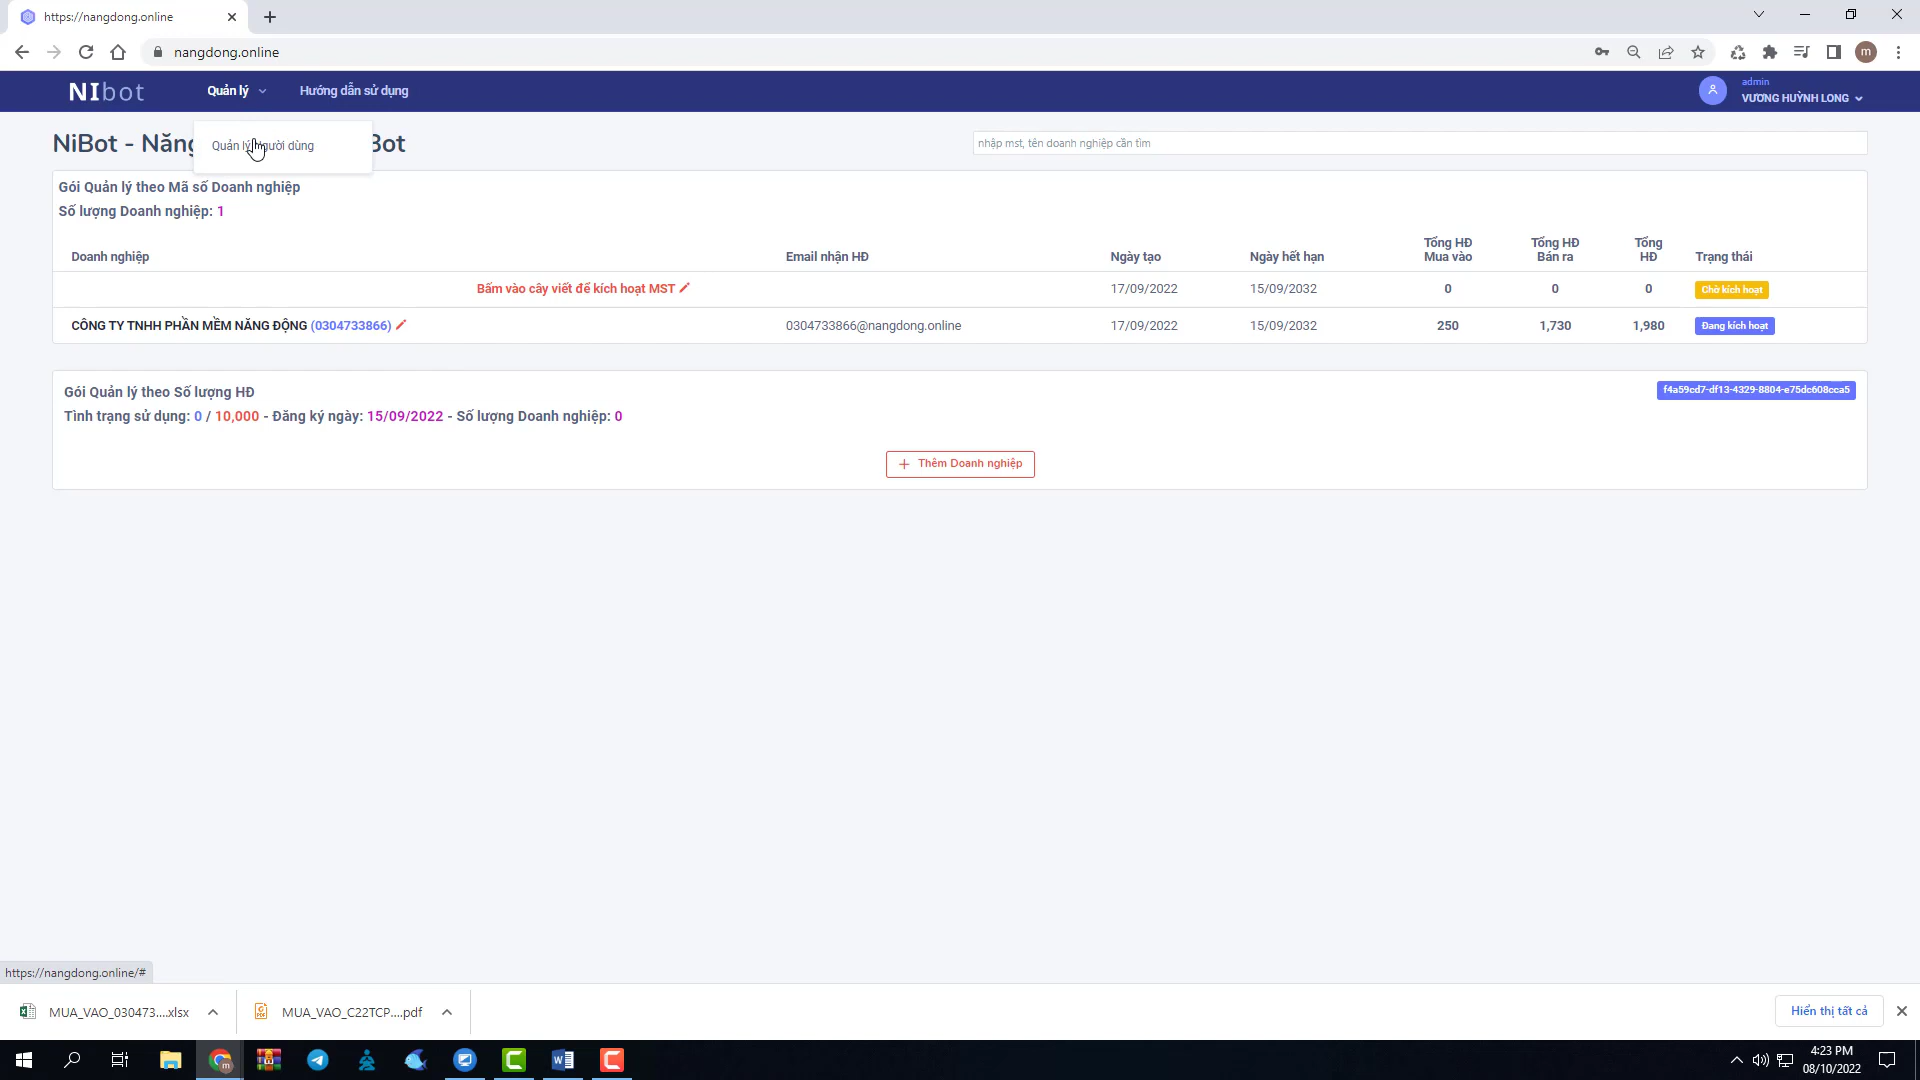 https://nangdong.online
nangdong.online
m
NIbot
Quản lý
Hướng dẫn sử dụng
admin
VƯƠNG HUỲNH LONG
NiBot - Năng
Bot
Quản lý người dùng
nhập mst, tên doanh nghiệp cần tìm
Gói Quản lý theo Mã số Doanh nghiệp
Số lượng Doanh nghiệp: 1
Doanh nghiệp Email nhận HĐ Ngày tạo Ngày hết hạn Tổng HĐ Mua vào Tổng HĐ Bán ra Tổng HĐ Trạng thái
Bấm vào cây viết để kích hoạt MST 17/09/2022 15/09/2032 0 0 0 Chờ kích hoạt
CÔNG TY TNHH PHẦN MỀM NĂNG ĐỘNG (0304733866) 0304733866@nangdong.online 17/09/2022 15/09/2032 250 1,730 1,980 Đang kích hoạt
Gói Quản lý theo Số lượng HĐ
f4a59cd7-df13-4329-8804-e75dc608cca5
Tình trạng sử dụng: 0 / 10,000 - Đăng ký ngày: 15/09/2022 - Số lượng Doanh nghiệp: 0
+ Thêm Doanh nghiệp
https://nangdong.online/#
MUA_VAO_030473....xlsx
MUA_VAO_C22TCP....pdf
Hiển thị tất cả
4:23 PM
08/10/2022